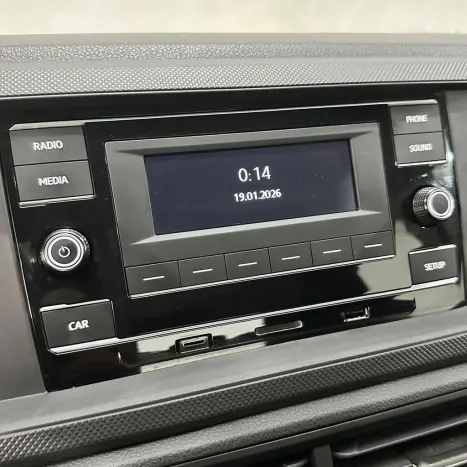 RADIO
MEDIA
0:14
19.01.2026
PHONE
SOUND
CAR
SETUP